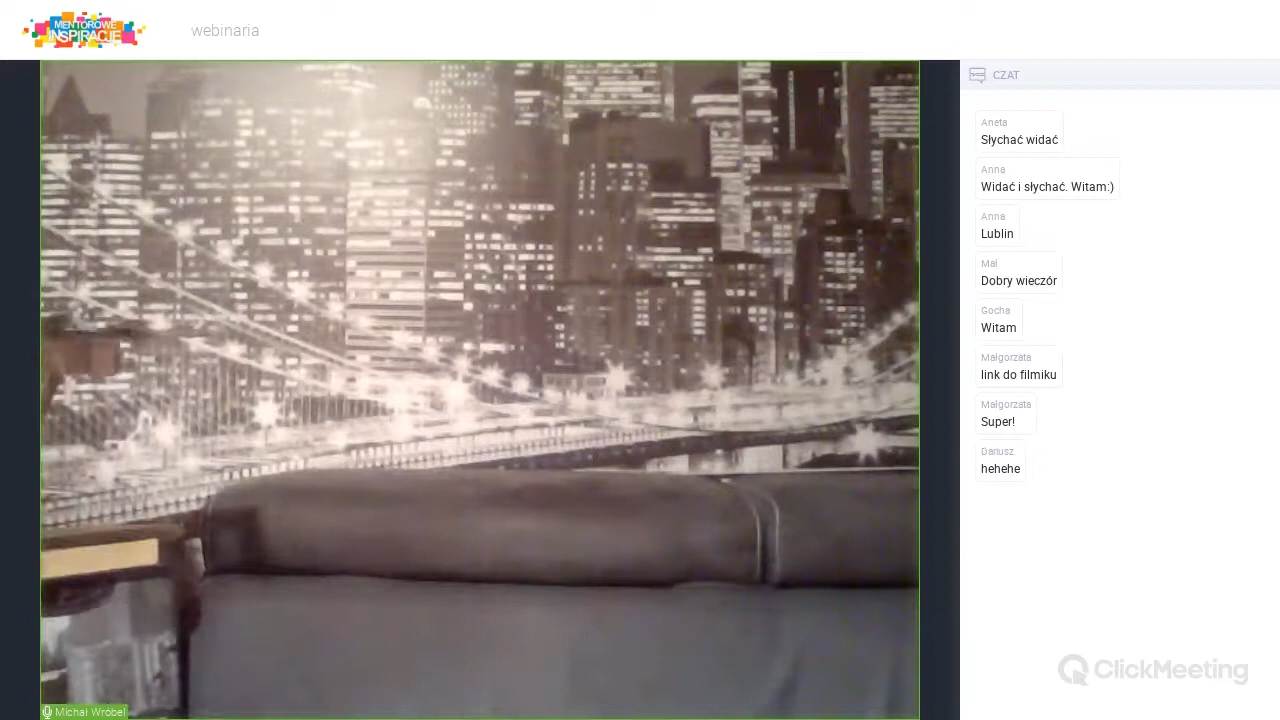 MENTOROWE
INSPIRACJE
webinaria
CZAT
Aneta
Słychać widać
Anna
Widać i słychać. Witam:)
Anna
Lublin
Mał
Dobry wieczór
Gocha
Witam
Małgorzata
link do filmiku
Małgorzata
Super!
Dariusz
hehehe
ClickMeeting
Michał Wróbel